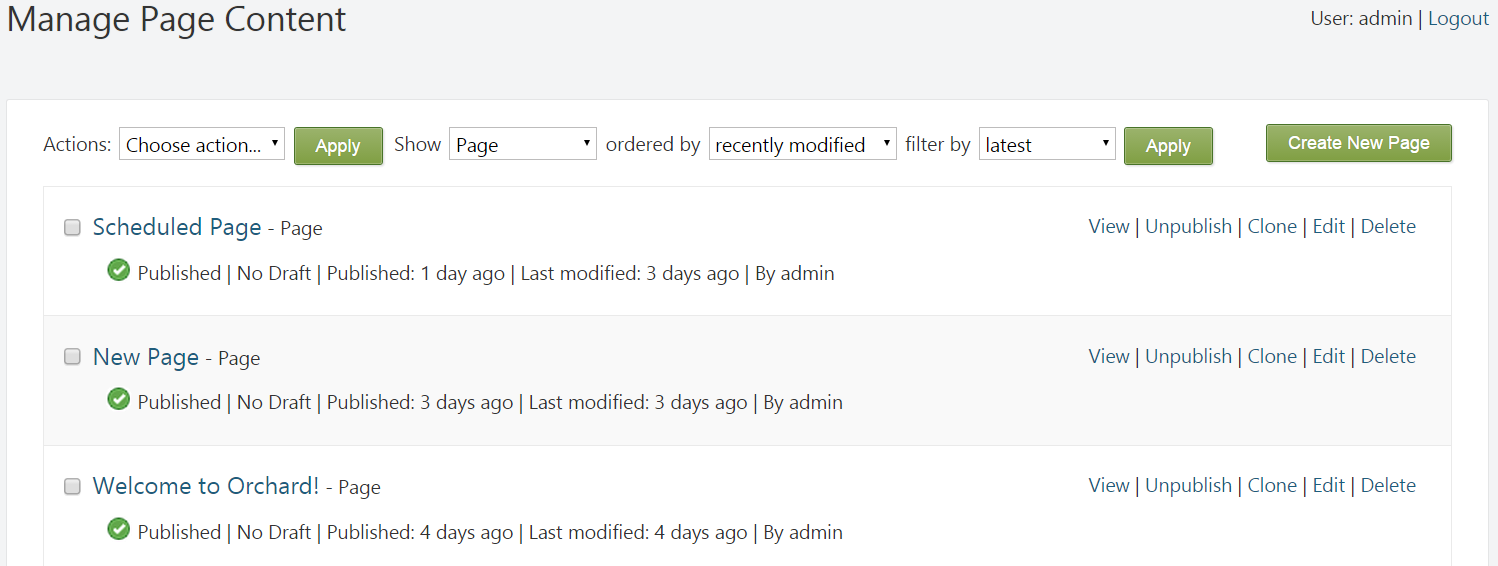 Manage Page Content
User: admin | Logout
Actions: Choose action... Apply Show Page ordered by recently modified filter by latest Apply Create New Page
Scheduled Page - Page View | Unpublish | Clone | Edit | Delete
Published | No Draft | Published: 1 day ago | Last modified: 3 days ago | By admin
New Page - Page View | Unpublish | Clone | Edit | Delete
Published | No Draft | Published: 3 days ago | Last modified: 3 days ago | By admin
Welcome to Orchard! - Page View | Unpublish | Clone | Edit | Delete
Published | No Draft | Published: 4 days ago | Last modified: 4 days ago | By admin